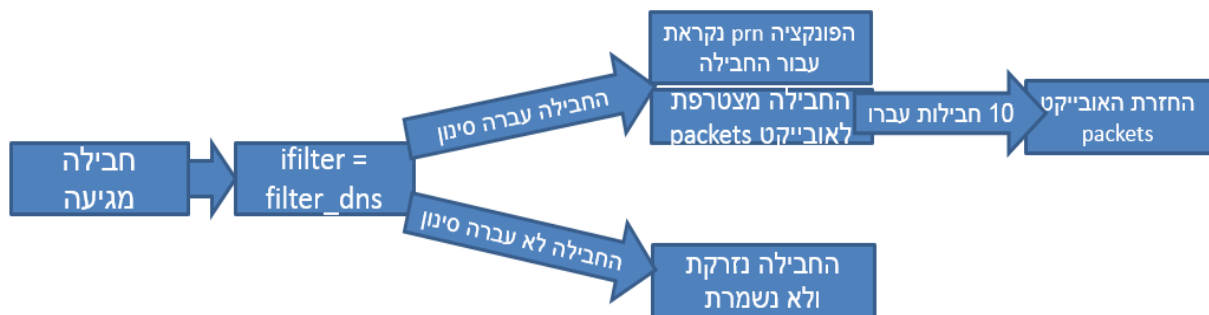 חבילה
מגיעה
ifilter =
filter_dns
החבילה עברה סינון
החבילה לא עברה סינון
הפונקציה prn נקראת
עבור החבילה
החבילה מצטרפת
לאובייקט packets
10 חבילות עברו
החזרת האובייקט
packets
החבילה נזרקת
ולא נשמרת